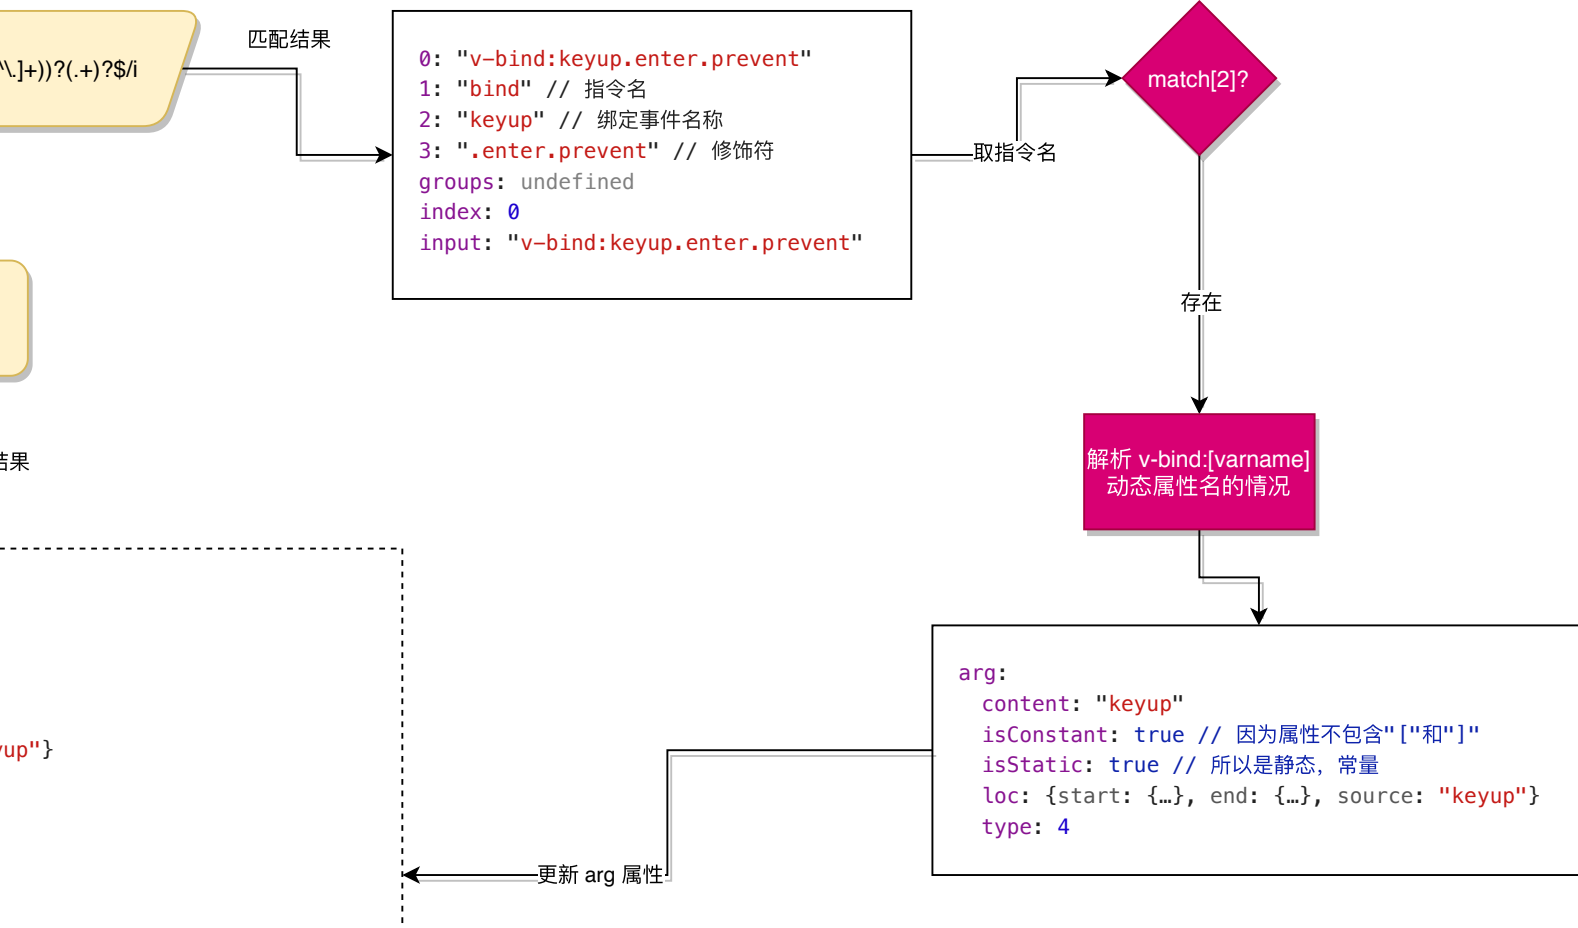 ^\.]+))?(.+)?$/i
匹配结果
0: "v-bind:keyup.enter.prevent"
1: "bind" // 指令名
2: "keyup" // 绑定事件名称
3: ".enter.prevent" // 修饰符
groups: undefined
index: 0
input: "v-bind:keyup.enter.prevent"
取指令名
match[2]?
存在
解析 v-bind:[varname]
动态属性名的情况
结果
yup"}
arg:
content: "keyup"
isConstant: true // 因为属性不包含"["和"]"
isStatic: true // 所以是静态，常量
loc: {start: {…}, end: {…}, source: "keyup"}
type: 4
更新 arg 属性